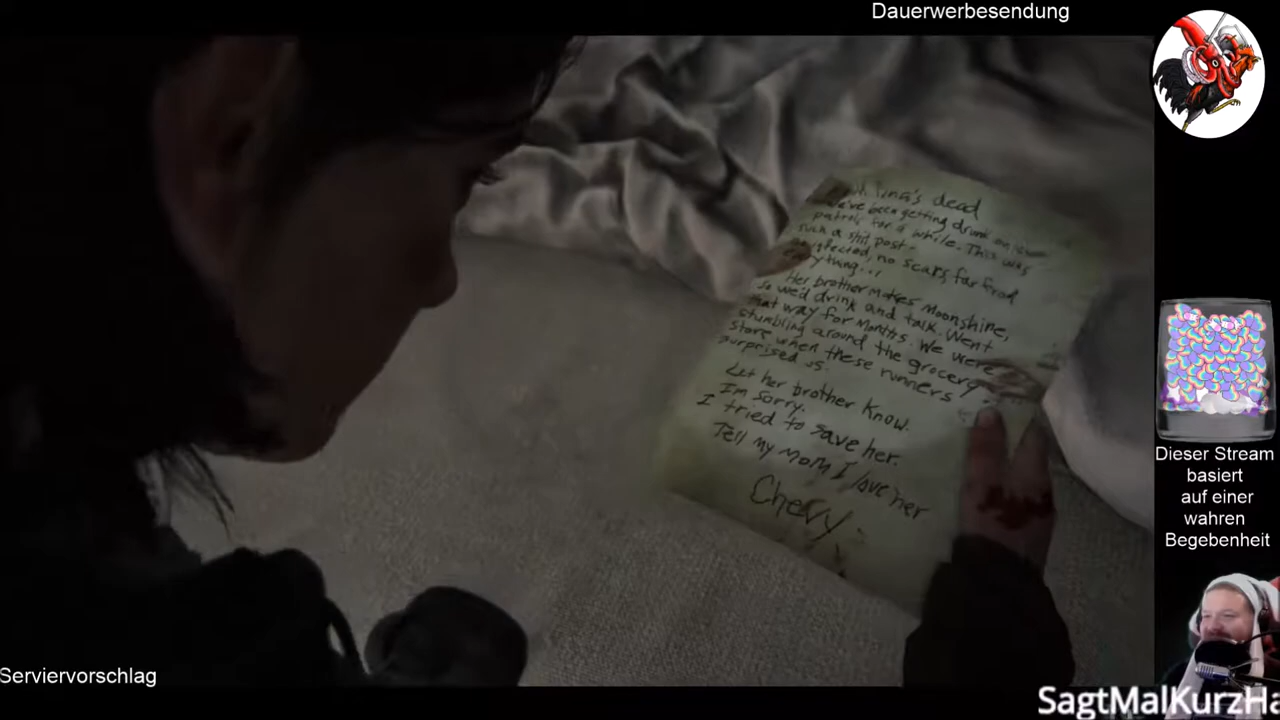 Dauerwerbesendung
dead
We've been getting drunk on
patrols for a while. This was
such a shit post-
no scars, far from
everything...
Her brother makes moonshine,
so we'd drink and talk. Went
that way for months. We were
stumbling around the grocery
store when these runners
surprised us.
Let her brother know.
I'm sorry.
I tried to save her.
Tell my mom I love her
Dieser Stream
basiert
auf einer
wahren
Begebenheit
Serviervorschlag
SagtMalKurzHa